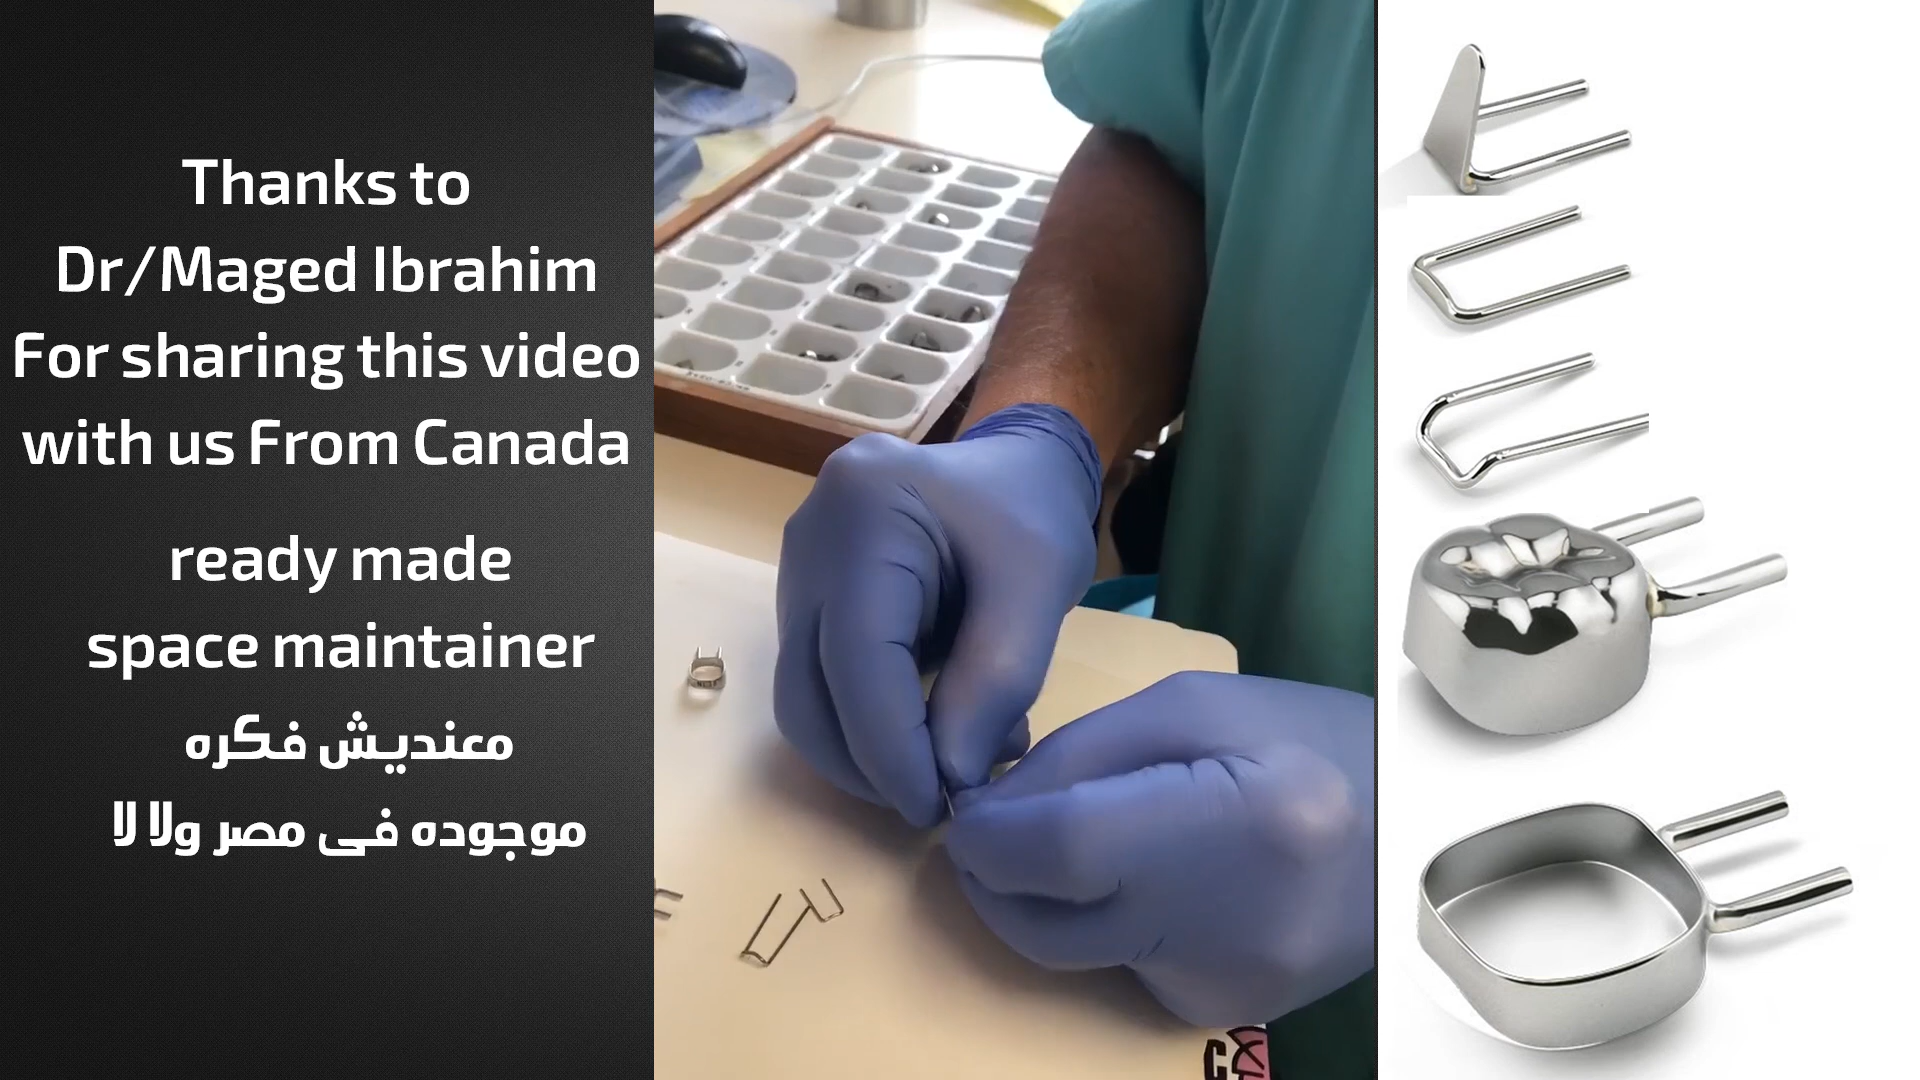 Thanks to
Dr/Maged Ibrahim
For sharing this video
with us From Canada
ready made
space maintainer
معنديش فكره
موجوده فى مصر ولا لا